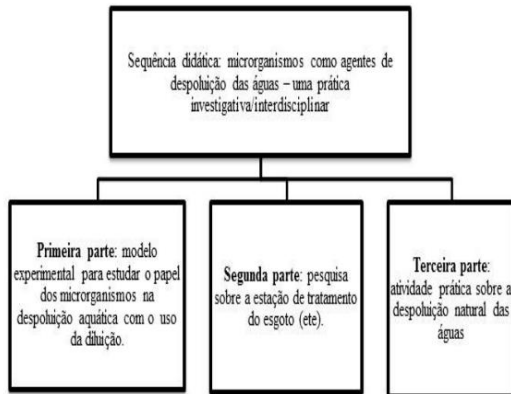 Sequência didática: microrganismos como agentes de
despoluição das águas – uma prática
investigativa/interdisciplinar
Primeira parte: modelo
experimental para estudar o papel
dos microrganismos na
despoluição aquática com o uso
da diluição.
Segunda parte: pesquisa
sobre a estação de tratamento
do esgoto (ete).
Terceira parte:
atividade prática sobre a
despoluição natural das
águas